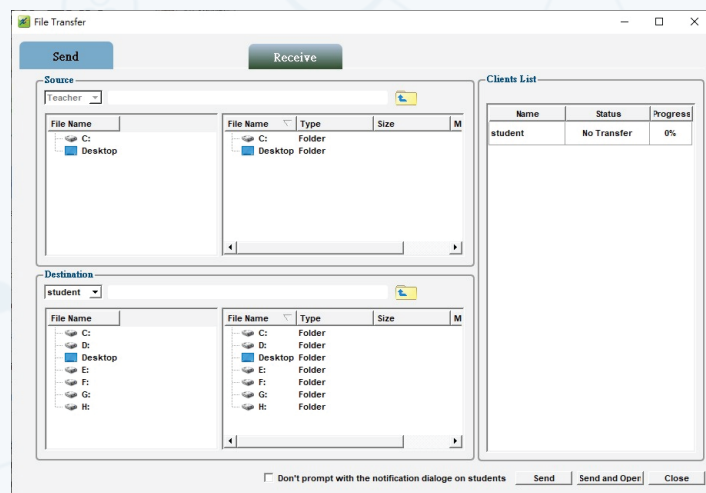 File Transfer
Send
Receive
Source
Teacher
File Name
C:
Desktop
File Name Type Size M
C: Folder
Desktop Folder
Destination
student
File Name
C:
D:
Desktop
E:
F:
G:
H:
File Name Type Size M
C: Folder
D: Folder
Desktop Folder
E: Folder
F: Folder
G: Folder
H: Folder
Clients List
Name Status Progress
student No Transfer 0%
Don't prompt with the notification dialoge on students
Send
Send and Open
Close